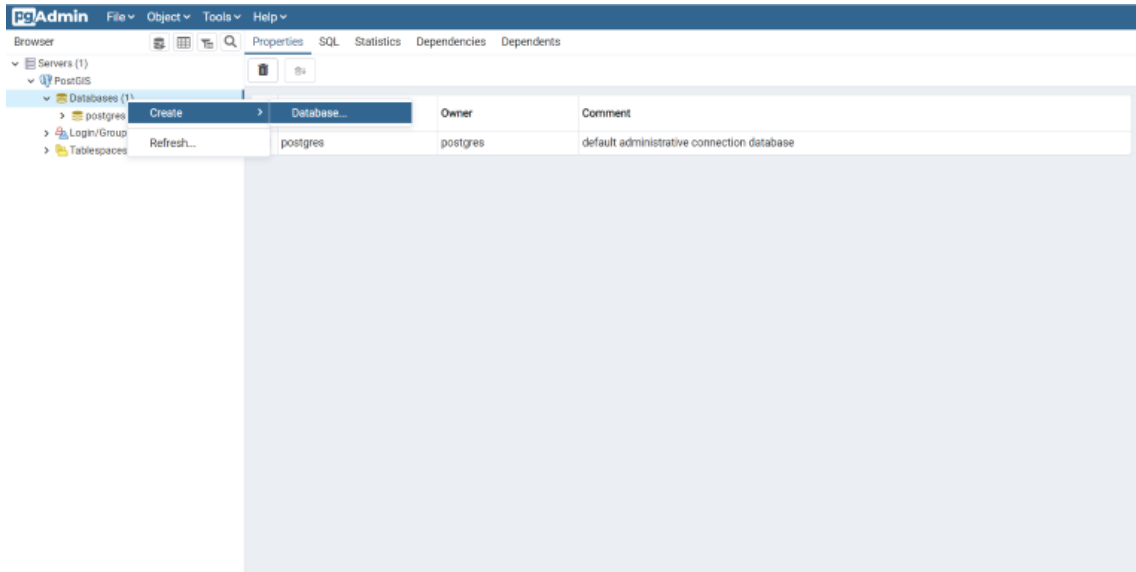 pgAdmin File Object Tools Help
Browser Properties SQL Statistics Dependencies Dependents
Servers (1)
PostGIS
Databases (1)
postgres Create Database... Owner Comment
Login/Group Refresh... postgres postgres default administrative connection database
Tablespaces